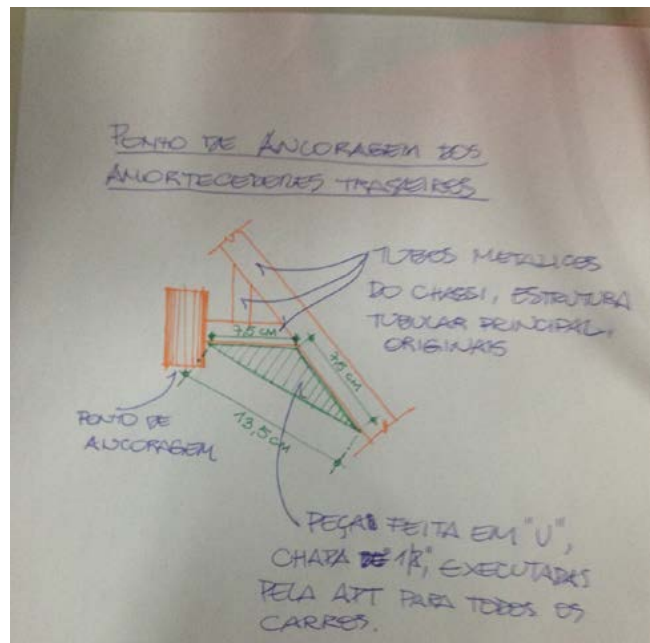 PONTO DE ANCORAGEM DOS
AMORTECEDORES TRASEIROS
TUBOS METALICOS
DO CHASSI, ESTRUTURA
TUBULAR PRINCIPAL,
ORIGINAIS
7,5 CM
7,5 CM
13,5 CM
PONTO DE
ANCORAGEM
PEÇA FEITA EM "U",
CHAPA DE 1/8", EXECUTADAS
PELA APT PARA TODOS OS
CARROS.